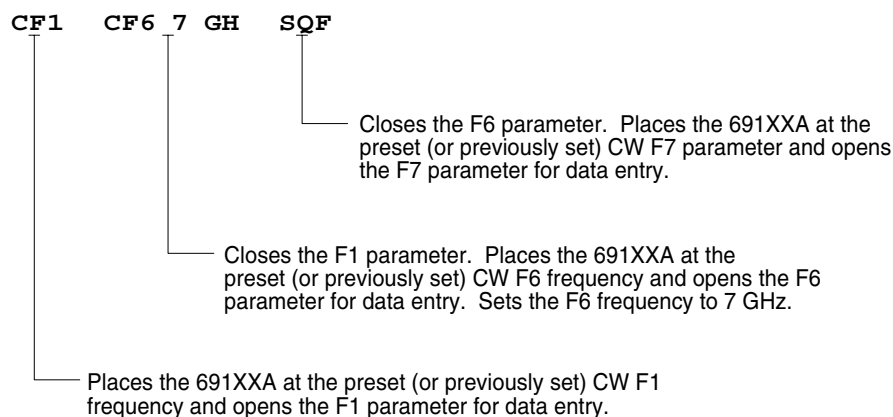 CF1 CF6 7 GH SQF
Closes the F6 parameter. Places the 691XXA at the
preset (or previously set) CW F7 parameter and opens
the F7 parameter for data entry.
Closes the F1 parameter. Places the 691XXA at the
preset (or previously set) CW F6 frequency and opens the F6
parameter for data entry. Sets the F6 frequency to 7 GHz.
Places the 691XXA at the preset (or previously set) CW F1
frequency and opens the F1 parameter for data entry.